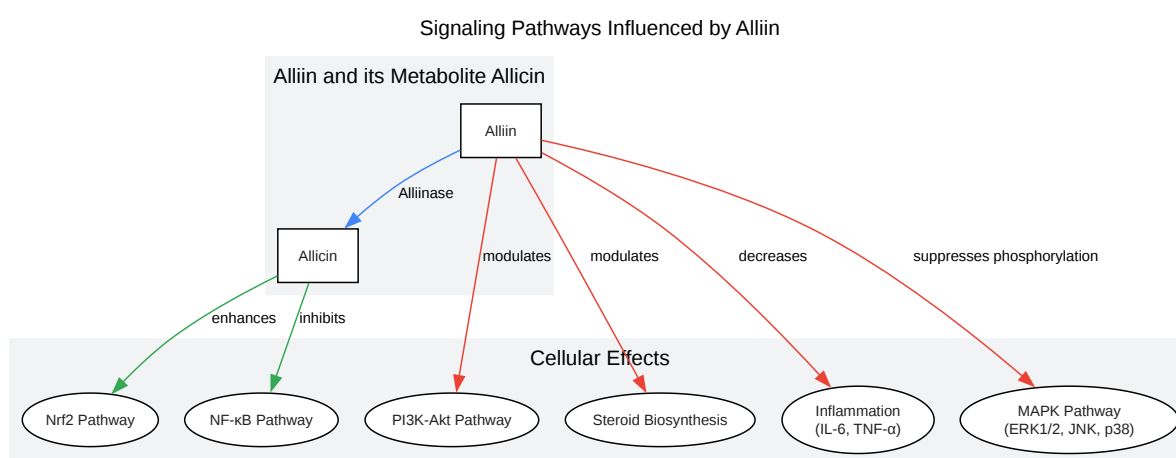 Signaling Pathways Influenced by Alliin
Alliin and its Metabolite Allicin
Alliin
Alliinase
Allicin
modulates
modulates
decreases
suppresses phosphorylation
enhances
inhibits
Cellular Effects
Nrf2 Pathway
NF-κB Pathway
PI3K-Akt Pathway
Steroid Biosynthesis
Inflammation
(IL-6, TNF-α)
MAPK Pathway
(ERK1/2, JNK, p38)